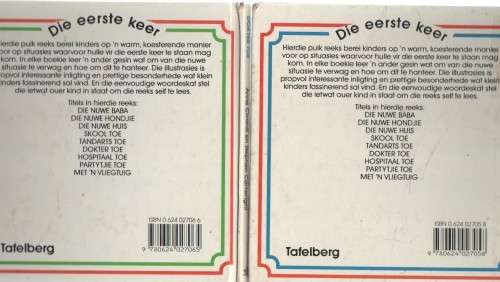 Die eerste keer
Hierdie puik reeks berei kinders op 'n warm, koesterende manier
voor op situasies waarvoor hulle vir die eerste keer te staan mag
kom. In elke boekie leer 'n ander gesin wat om van die nuwe
situasie te verwag en hoe om dit te hanteer. Die illustrasies is
propvol interessante inligting en prettige besonderhede wat klein
kinders fassinerend sal vind. En die eenvoudige woordeskat stel
die ietwat ouer kind in staat om die reeks self te lees.
Titels in hierdie reeks:
DIE NUWE BABA
DIE NUWE HONDJIE
DIE NUWE HUIS
SKOOL TOE
TANDARTS TOE
DOKTER TOE
HOSPITAAL TOE
PARTYTJIE TOE
MET 'N VLIEGTUIG
ISBN 0 624 02706 6
9 780624 027065
Tafelberg
Die eerste keer
Hierdie puik reeks berei kinders op 'n warm, koesterende manier
voor op situasies waarvoor hulle vir die eerste keer te staan mag
kom. In elke boekie leer 'n ander gesin wat om van die nuwe
situasie te verwag en hoe om dit te hanteer. Die illustrasies is
propvol interessante inligting en prettige besonderhede wat klein
kinders fassinerend sal vind. En die eenvoudige woordeskat stel
die ietwat ouer kind in staat om die reeks self te lees.
Titels in hierdie reeks:
DIE NUWE BABA
DIE NUWE HONDJIE
DIE NUWE HUIS
SKOOL TOE
TANDARTS TOE
DOKTER TOE
HOSPITAAL TOE
PARTYTJIE TOE
MET 'N VLIEGTUIG
ISBN 0 624 02705 8
9 780624 027058
Tafelberg